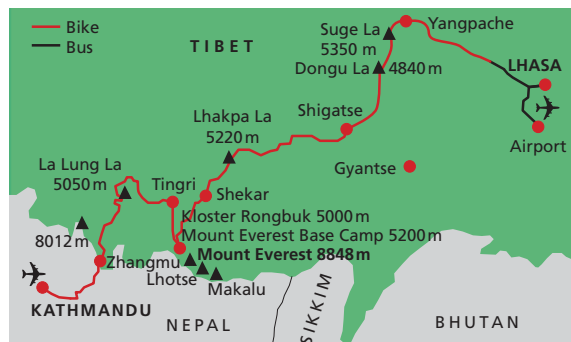 Bike
Bus
TIBET
Suge La
5350 m
Yangpache
Dongu La 4840 m
LHASA
Airport
Shigatse
Lhakpa La
5220 m
Gyantse
La Lung La
5050 m
Tingri
Shekar
Kloster Rongbuk 5000 m
Mount Everest Base Camp 5200 m
Mount Everest 8848 m
8012 m
Zhangmu
Lhotse
Makalu
KATHMANDU
NEPAL
SIKKIM
BHUTAN